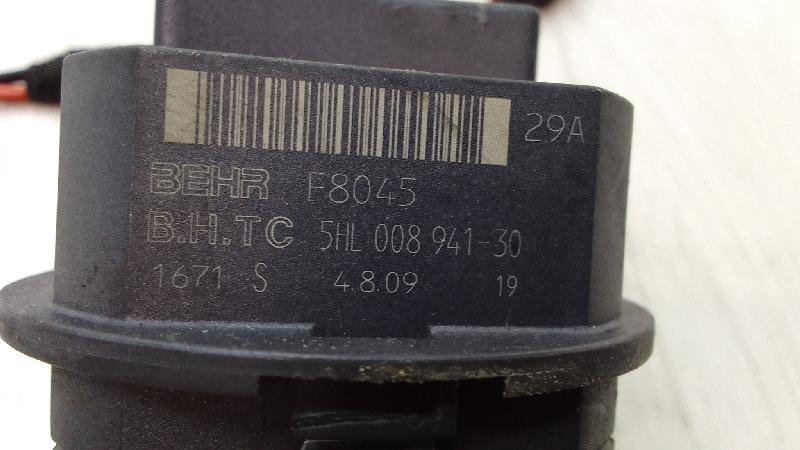 29A
BEHR F8045
B.H.TC 5HL 008 941-30
1671 S 4.8.09 19